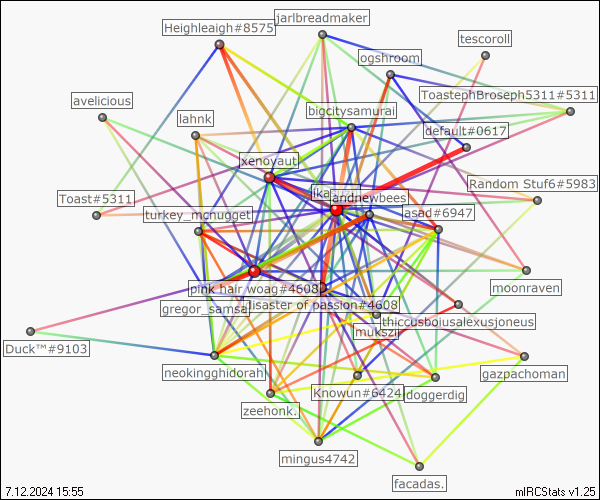 jarlbreadmaker
Heighleaigh#8575
tescoroll
ogshroom
ToastephBroseph5311#5311
avelicious
bigcitysamurai
lahnk
default#0617
xenoyaut
Random Stuf6#5983
andnewbees
turkey_mcnugget
asad#6947
Toast#5311
pink hair woag#4608
moonraven
disaster of passion#4608
gregor_samsa
thiccusboiusalexusjoneus
mukszii
Duck™#9103
neokingghidorah
gazpachoman
Knowun#6424
doggerdig
zeehonk.
mingus4742
facadas.
7.12.2024 15:55
mIRCStats v1.25